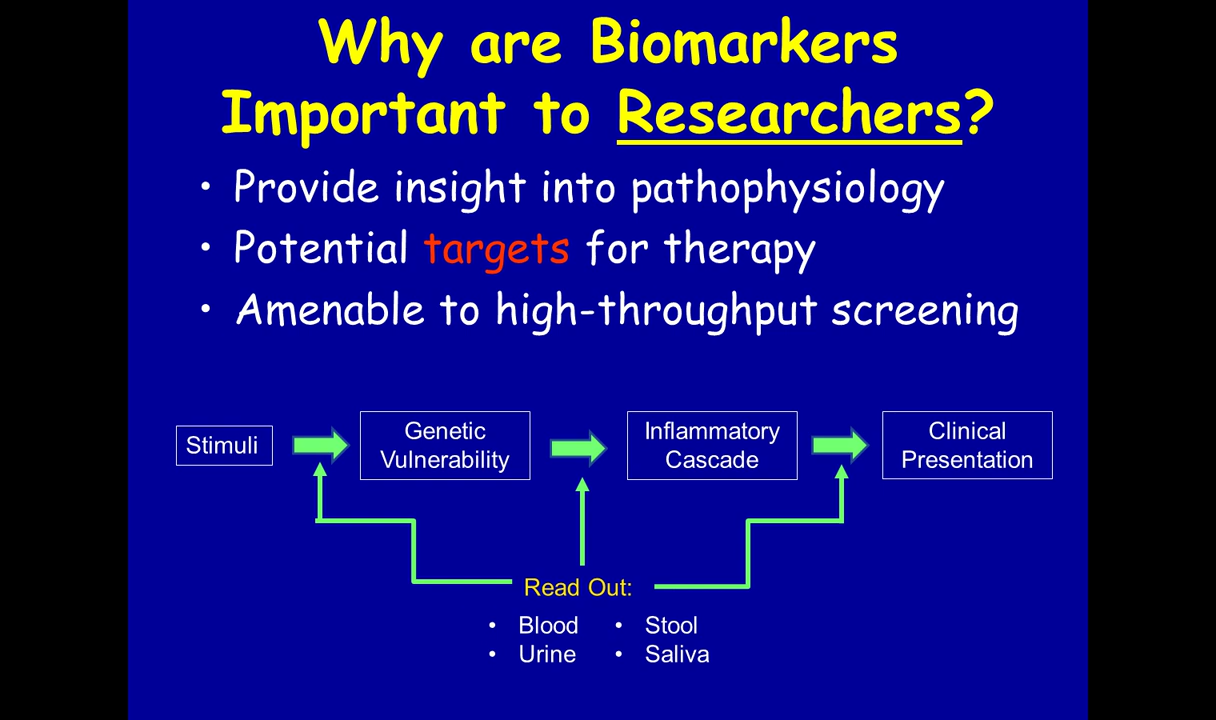 Why are Biomarkers
Important to Researchers?
• Provide insight into pathophysiology
• Potential targets for therapy
• Amenable to high-throughput screening
Stimuli
Genetic
Vulnerability
Inflammatory
Cascade
Clinical
Presentation
Read Out:
• Blood
• Urine
• Stool
• Saliva